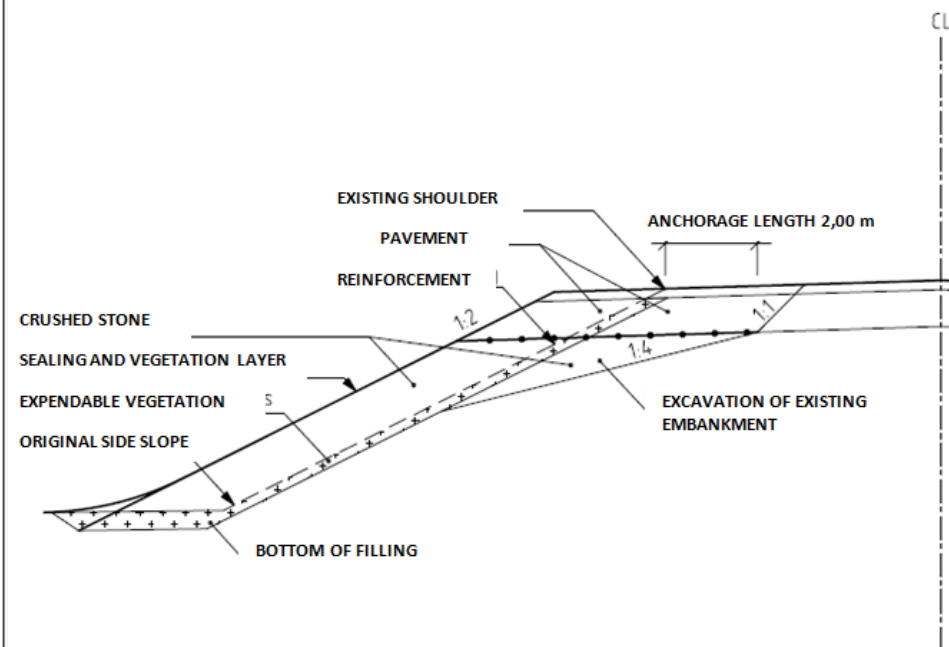 CL
EXISTING SHOULDER
ANCHORAGE LENGTH 2,00 m
PAVEMENT
REINFORCEMENT
CRUSHED STONE
1:2
1:1
SEALING AND VEGETATION LAYER
1:4
EXPENDABLE VEGETATION
S
EXCAVATION OF EXISTING
EMBANKMENT
ORIGINAL SIDE SLOPE
BOTTOM OF FILLING